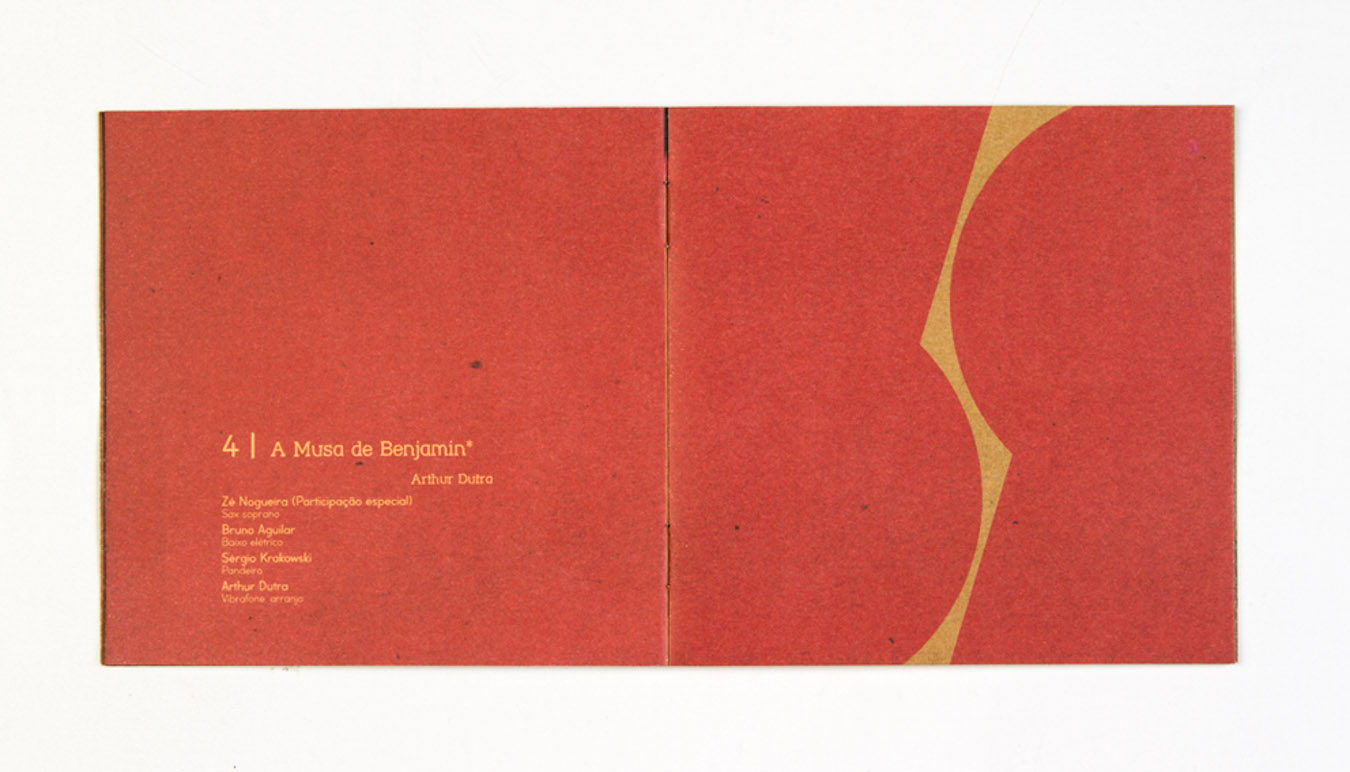 4 | A Musa de Benjamin*
Arthur Dutra
Zé Nogueira (Participação especial)
Sax soprano
Bruno Aguilar
Baixo elétrico
Sérgio Krakowski
Pandeiro
Arthur Dutra
Vibrafone arranjo